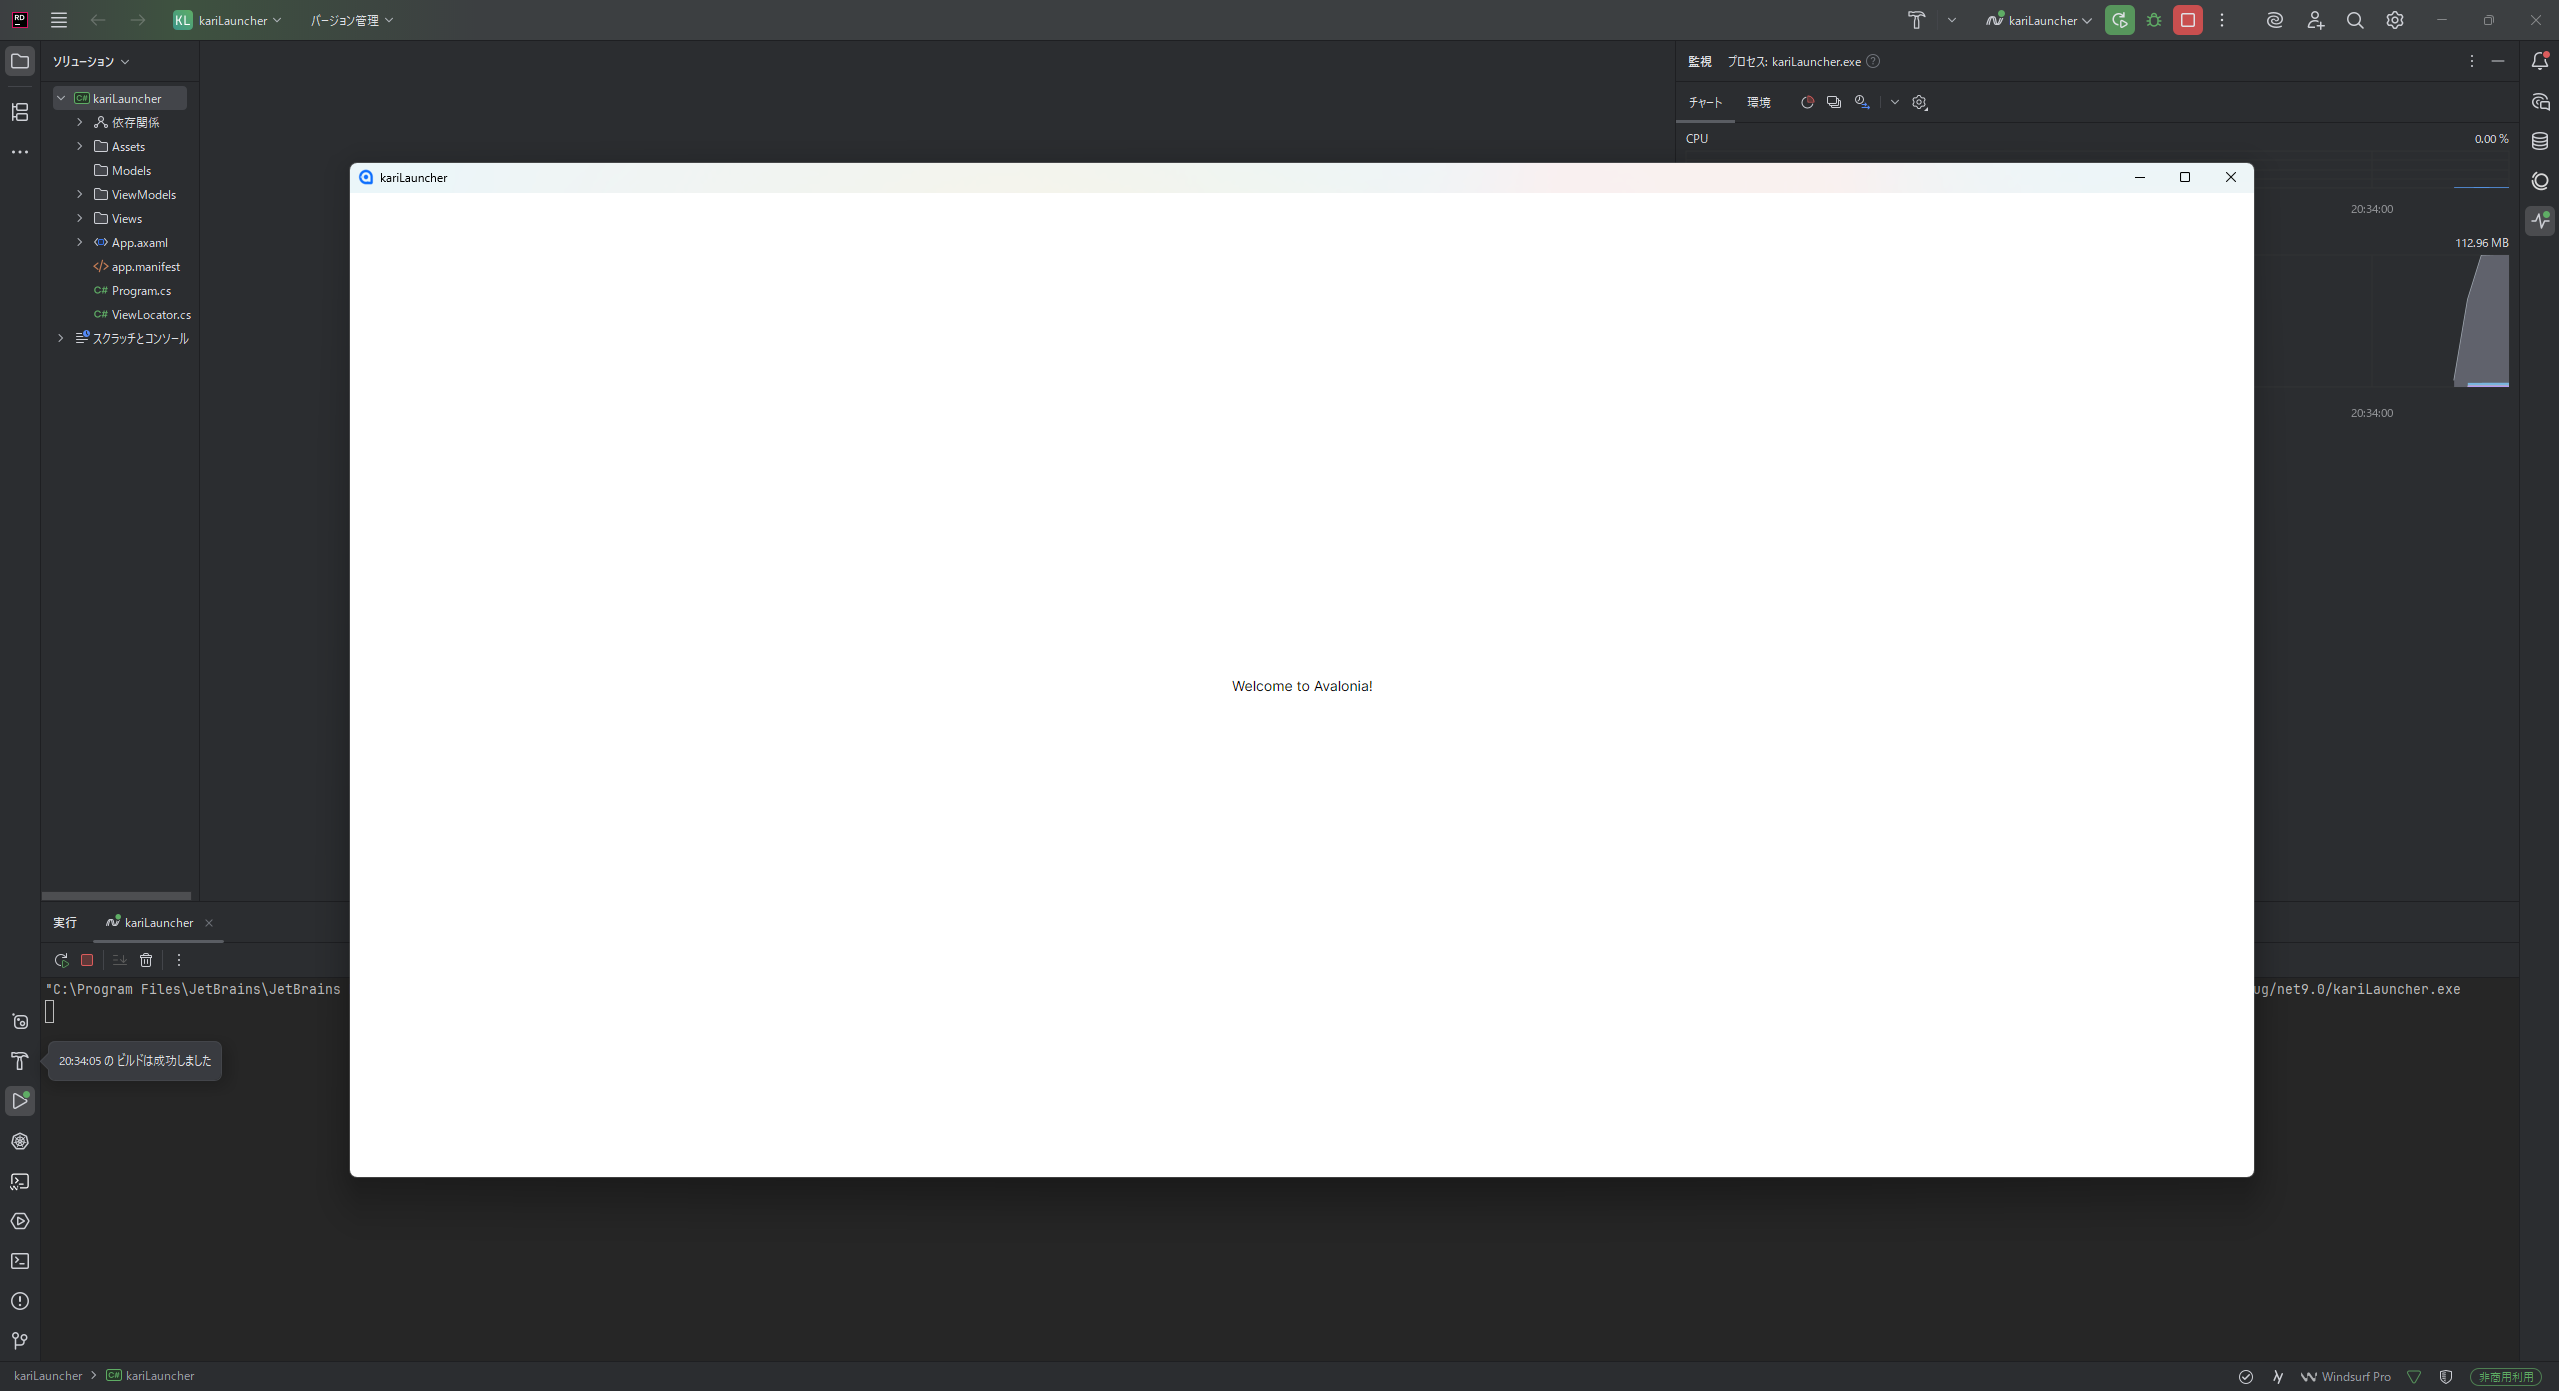 RD
KL kariLauncher バージョン管理
kariLauncher
ソリューション
C# kariLauncher
依存関係
Assets
Models
ViewModels
Views
App.axaml
app.manifest
C# Program.cs
C# ViewLocator.cs
スクラッチとコンソール
監視 プロセス: kariLauncher.exe
チャート 環境
CPU 0.00 %
20:34:00
112.96 MB
20:34:00
kariLauncher
Welcome to Avalonia!
実行 kariLauncher
"C:\Program Files\JetBrains\JetBrains
ug/net9.0/kariLauncher.exe
20:34:05 の ビルドは成功しました
kariLauncher > C# kariLauncher
Windsurf Pro
非商用利用